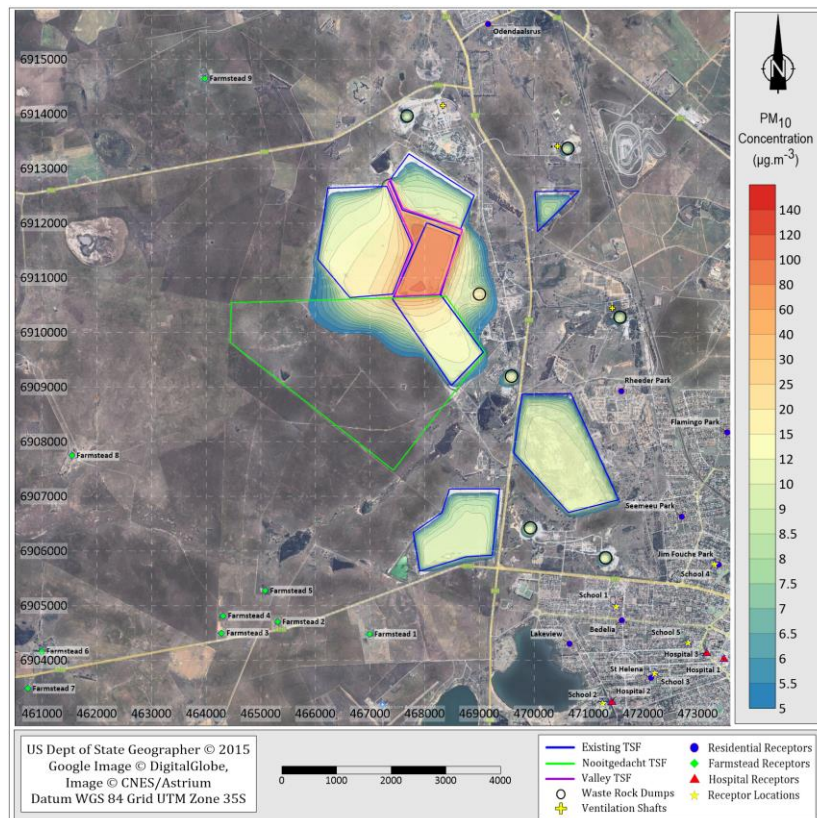 Odendaalsrus
6915000
Farmstead 9
6914000
6913000
6912000
6911000
6910000
6909000
Rheeder Park
Flamingo Park
6908000
Farmstead 8
6907000
Seemeeu Park
6906000
Jim Fouche Park
School 4
Farmstead 5
School 1
6905000
Farmstead 4
Farmstead 2
Bedelia
Farmstead 3
Farmstead 1
School 5
Lakeview
Farmstead 6
6904000
Hospital 3
St Helena
Hospital 1
School 3
Farmstead 7
School 2
Hospital 2
461000 462000 463000 464000 465000 466000 467000 468000 469000 470000 471000 472000 473000
N
PM10
Concentration
(µg.m-3)
140
120
100
80
60
40
30
25
20
15
12
10
9
8.5
8
7.5
7
6.5
6
5.5
5
US Dept of State Geographer © 2015
Google Image © DigitalGlobe,
Image © CNES/Astrium
Datum WGS 84 Grid UTM Zone 35S
0 1000 2000 3000 4000
Existing TSF
Nooitgedacht TSF
Valley TSF
Waste Rock Dumps
Ventilation Shafts
Residential Receptors
Farmstead Receptors
Hospital Receptors
Receptor Locations